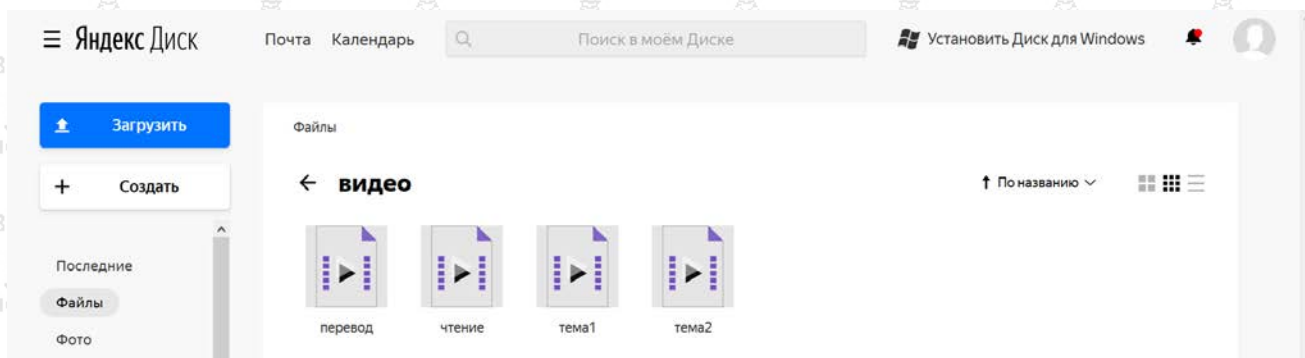 Яндекс Диск
Почта Календарь
Поиск в моём Диске
Установить Диск для Windows
Загрузить
Создать
Последние
Файлы
Фото
Файлы
видео
По названию
перевод чтение тема1 тема2